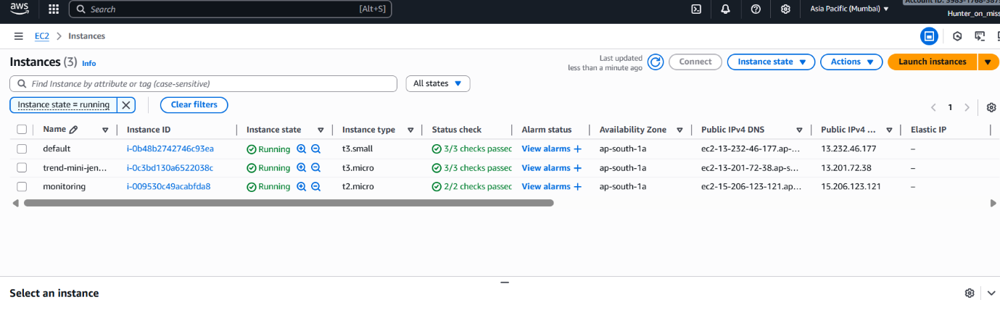 aws
Search [Alt+S]
Asia Pacific (Mumbai)
Hunter_on_miss
EC2 > Instances
Instances (3) Info
Last updated
less than a minute ago
Connect
Instance state
Actions
Launch instances
Find Instance by attribute or tag (case-sensitive)
All states
Instance state = running
Clear filters
1
Name Instance ID Instance state Instance type Status check Alarm status Availability Zone Public IPv4 DNS Public IPv4 ... Elastic IP
default i-0b48b2742746c93ea Running t3.small 3/3 checks passec View alarms + ap-south-1a ec2-13-232-46-177.ap-... 13.232.46.177 –
trend-mini-jen... i-0c3bd130a6522038c Running t3.micro 3/3 checks passec View alarms + ap-south-1a ec2-13-201-72-38.ap-s... 13.201.72.38 –
monitoring i-009530c49acabfda8 Running t2.micro 2/2 checks passec View alarms + ap-south-1a ec2-15-206-123-121.ap... 15.206.123.121 –
Select an instance